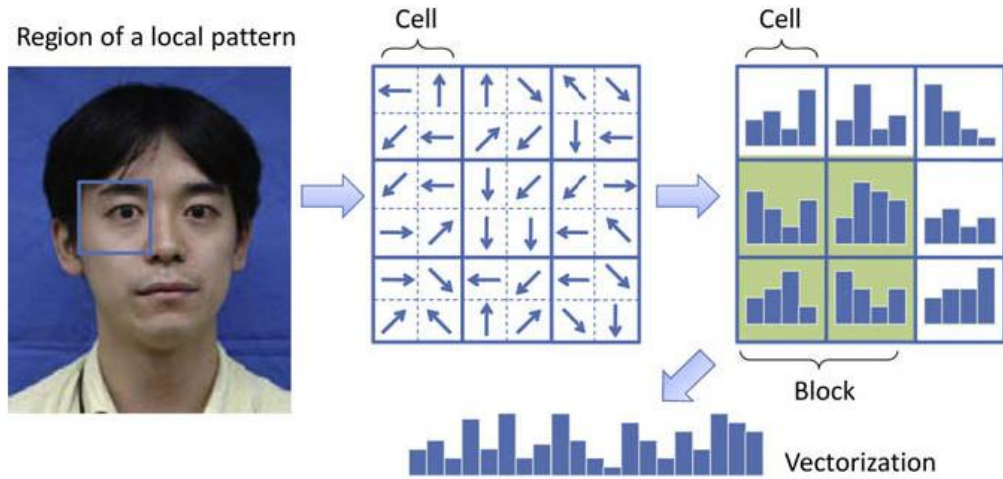 Region of a local pattern
Cell
Cell
Block
Vectorization